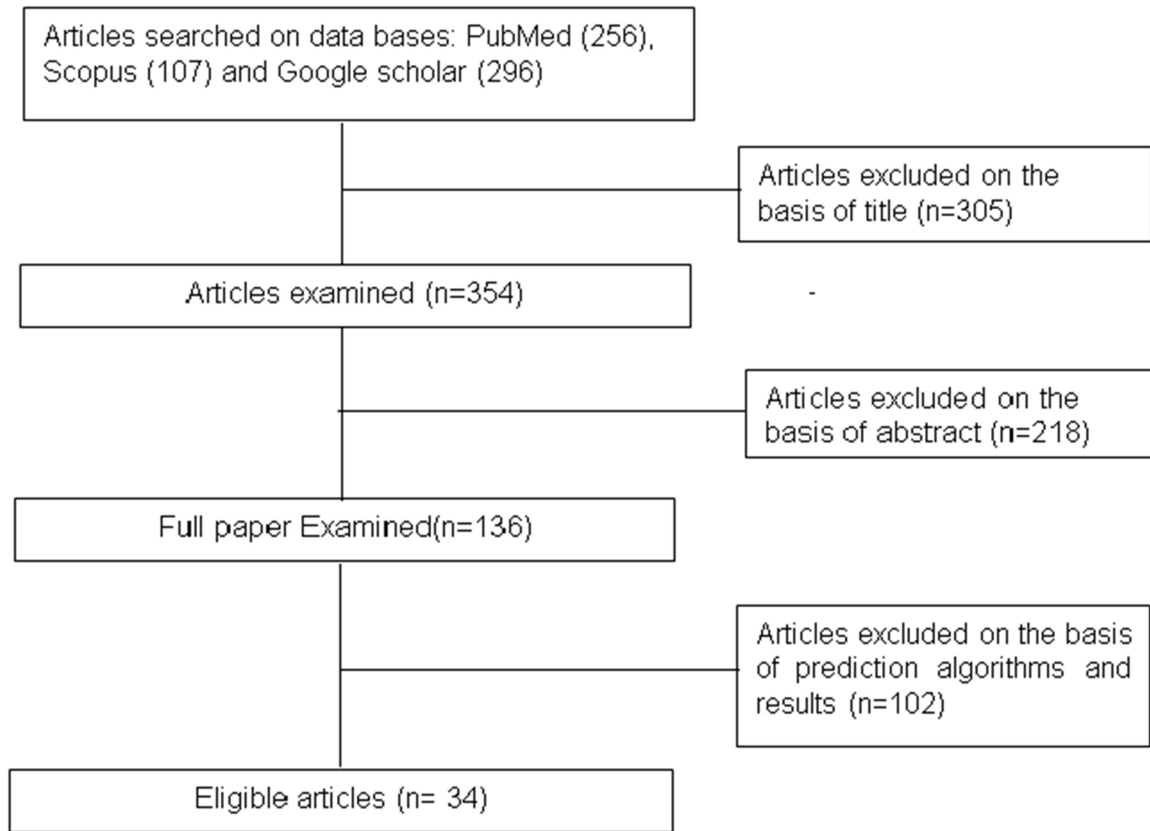 Articles searched on data bases: PubMed (256),
Scopus (107) and Google scholar (296)
Articles excluded on the
basis of title (n=305)
Articles examined (n=354)
-
Articles excluded on the
basis of abstract (n=218)
Full paper Examined(n=136)
Articles excluded on the basis
of prediction algorithms and
results (n=102)
Eligible articles (n= 34)